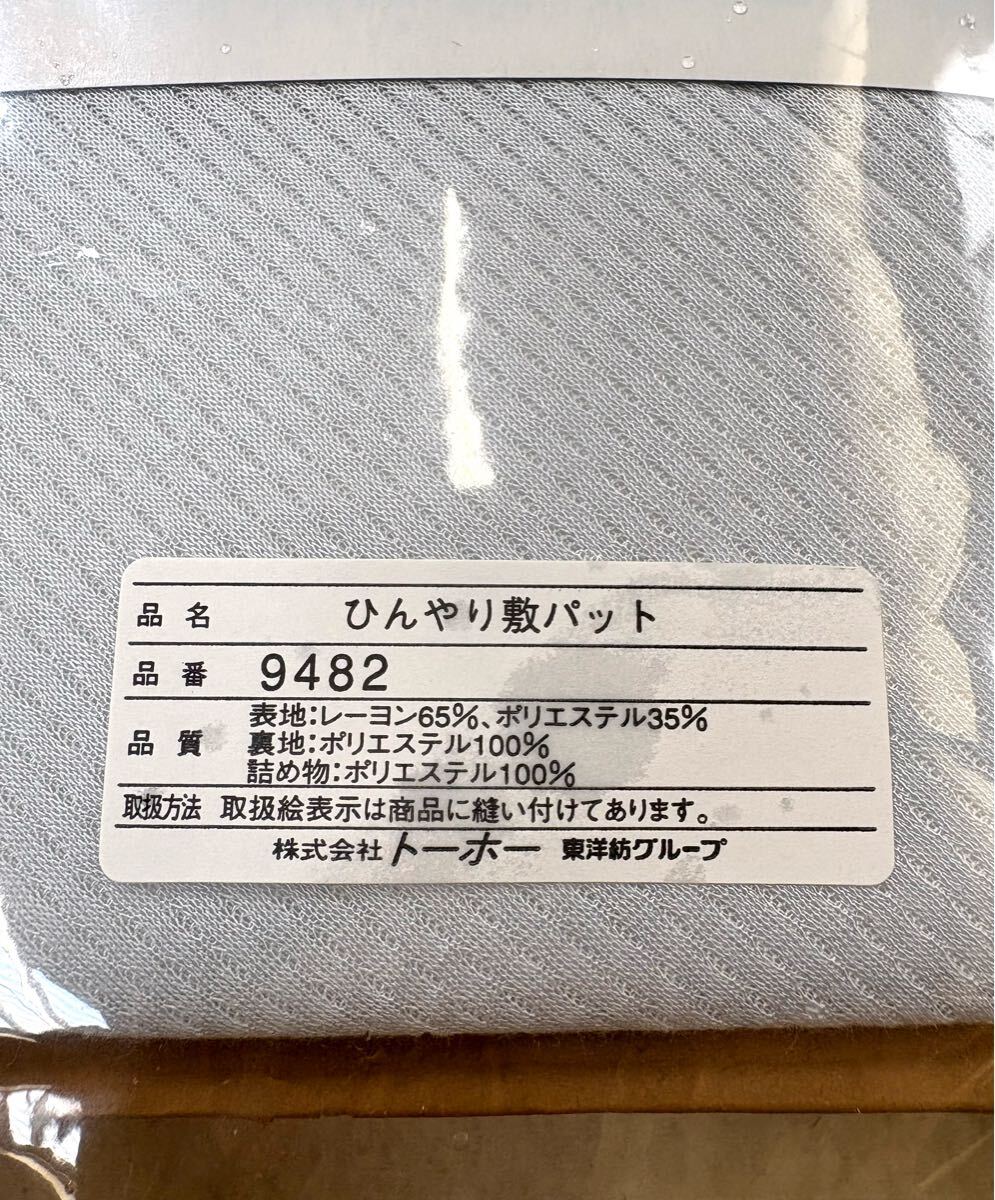 品名 ひんやり敷パット
品番 9482
表地:レーヨン65%、ポリエステル35%
品質 裏地:ポリエステル100%
詰め物:ポリエステル100%
取扱方法 取扱絵表示は商品に縫い付けてあります。
株式会社トーホー 東洋紡グループ